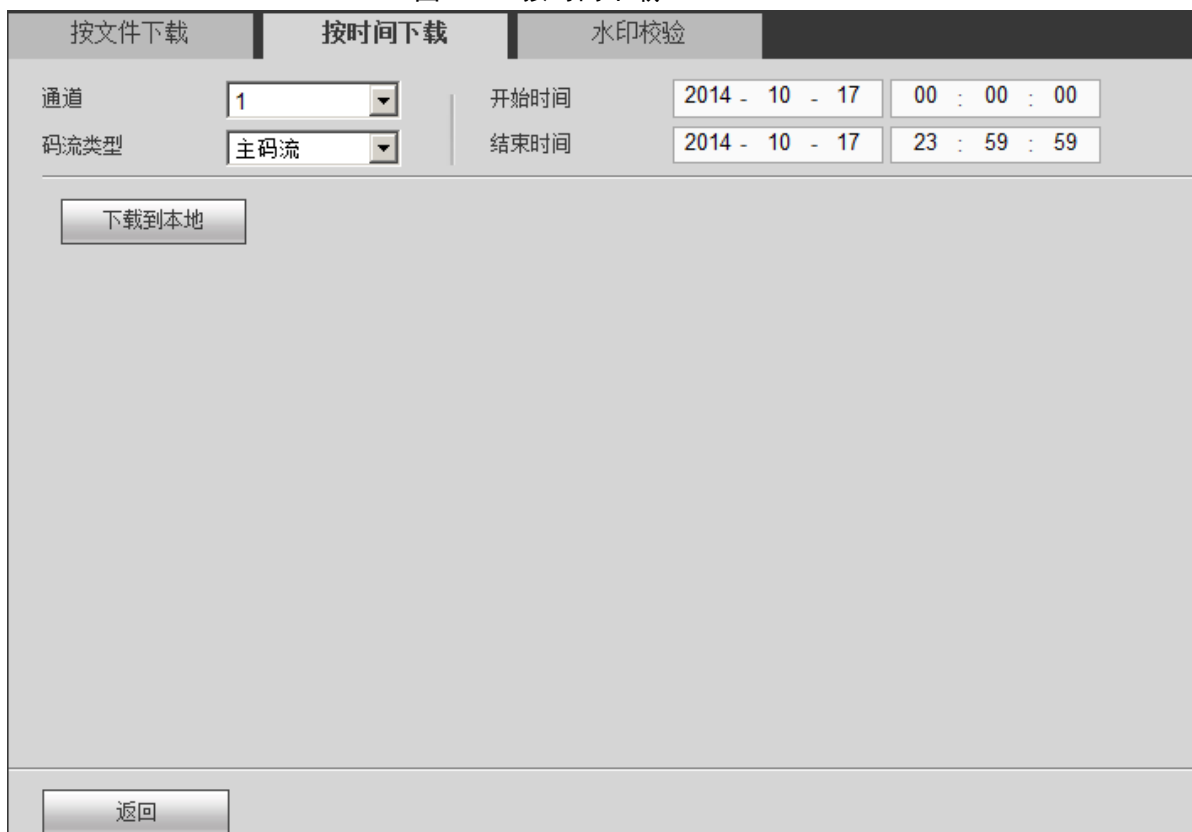 按文件下载 按时间下载 水印校验
通道 1 开始时间 2014 - 10 - 17 00 : 00 : 00
码流类型 主码流 结束时间 2014 - 10 - 17 23 : 59 : 59
下载到本地
返回